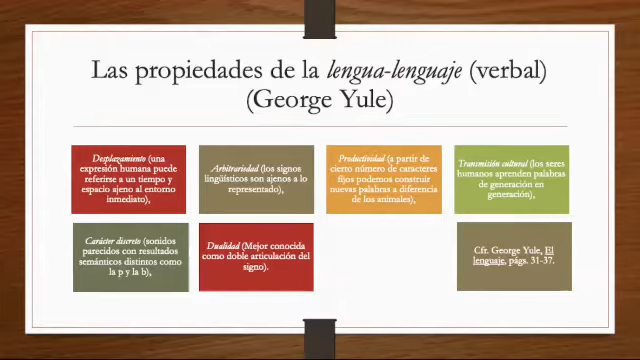 Las propiedades de la lengua-lenguaje (verbal)
(George Yule)
Desplazamiento (una
expresión humana puede
referirse a un tiempo y
espacio ajeno al entorno
inmediato),
Arbitrariedad (los signos
lingüísticos son ajenos a lo
representado),
Productividad (a partir de
cierto número de caracteres
fijos podemos construir
nuevas palabras a diferencia
de los animales),
Transmisión cultural (los seres
humanos aprenden palabras
de generación en
generación),
Carácter discreto (sonidos
parecidos con resultados
semánticos distintos como
la p y la b),
Dualidad (Mejor conocida
como doble articulación del
signo).
Cfr. George Yule, El
lenguaje, págs. 31-37.